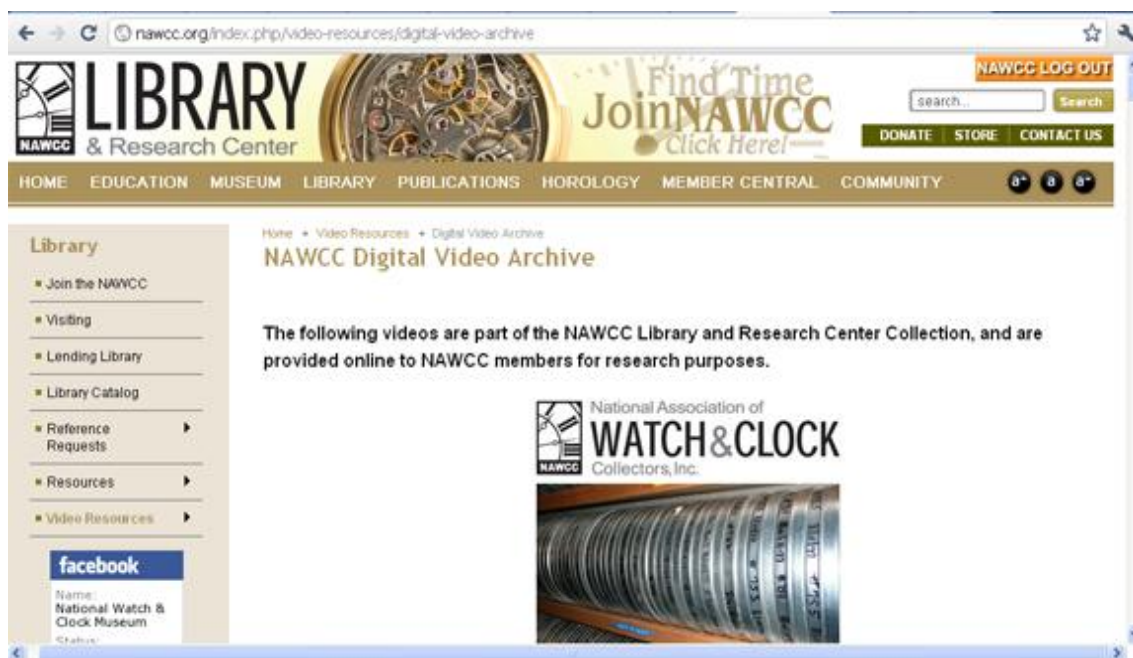 nawcc.org/index.php/video-resources/digital-video-archive
NAWCC
LIBRARY
& Research Center
Find Time
Join NAWCC
Click Here!
NAWCC LOG OUT
search...
Search
DONATE STORE CONTACT US
HOME EDUCATION MUSEUM LIBRARY PUBLICATIONS HOROLOGY MEMBER CENTRAL COMMUNITY
a+ a a-
Library
Join the NAWCC
Visiting
Lending Library
Library Catalog
Reference
Requests
Resources
Video Resources
facebook
Name:
National Watch &
Clock Museum
Status:
Home Video Resources Digital Video Archive
NAWCC Digital Video Archive
The following videos are part of the NAWCC Library and Research Center Collection, and are
provided online to NAWCC members for research purposes.
National Association of
WATCH&CLOCK
NAWCC
Collectors, Inc.